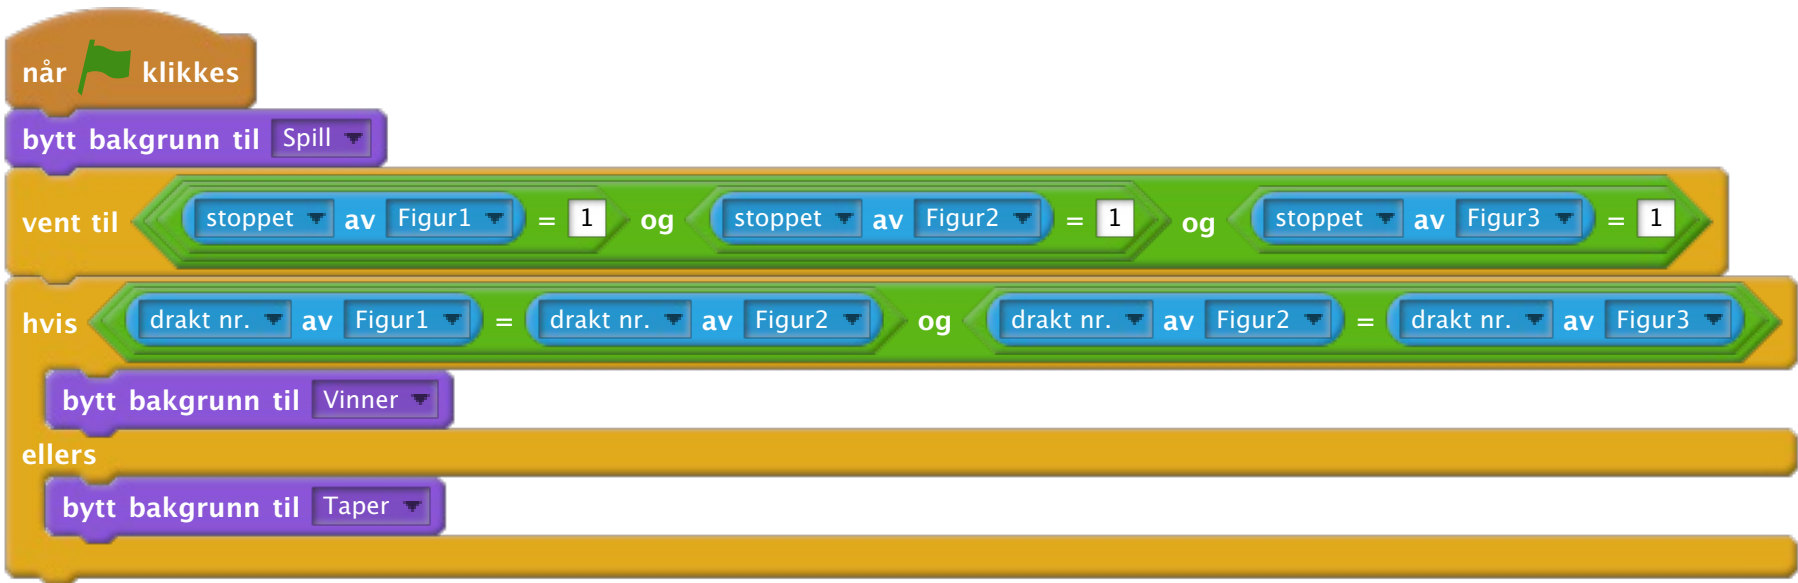 når klikkes
bytt bakgrunn til Spill
vent til stoppet av Figur1 = 1 og stoppet av Figur2 = 1 og stoppet av Figur3 = 1
hvis drakt nr. av Figur1 = drakt nr. av Figur2 og drakt nr. av Figur2 = drakt nr. av Figur3
bytt bakgrunn til Vinner
ellers
bytt bakgrunn til Taper